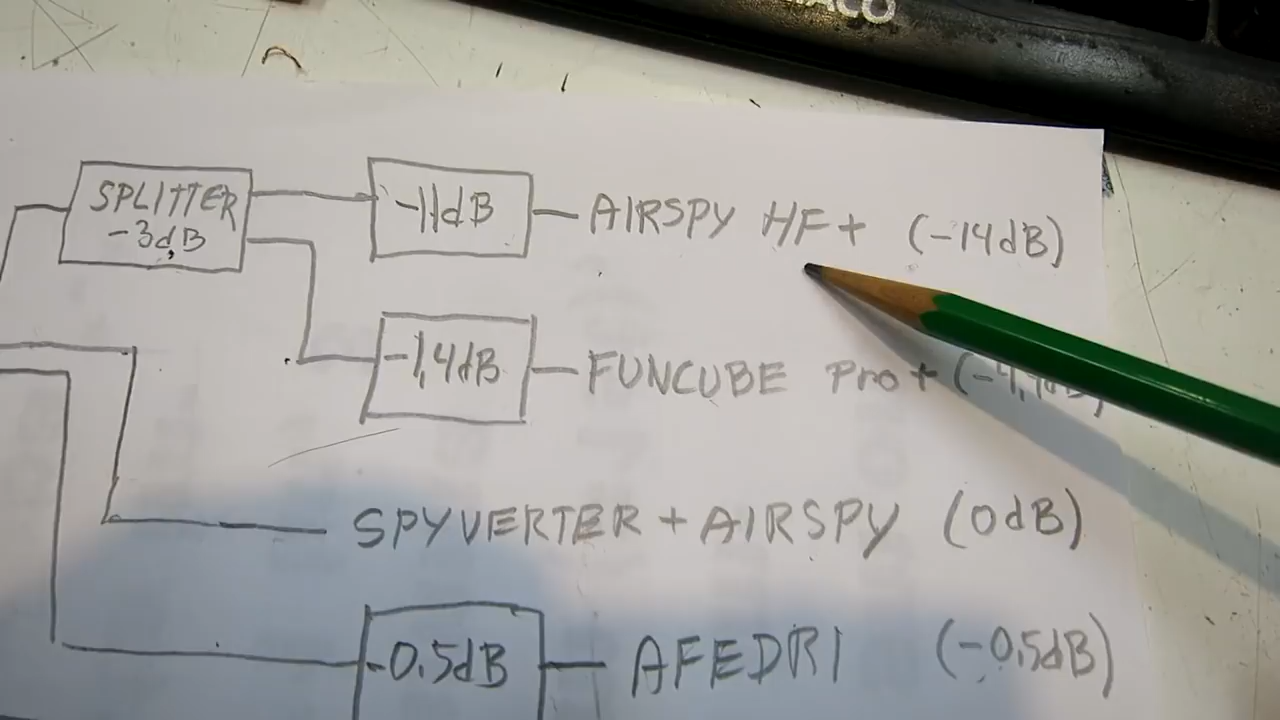 SPLITTER
-3dB
-11dB
AIRSPY HF+ (-14dB)
-1,4dB
FUNCUBE Pro+
SPYVERTER + AIRSPY (0dB)
-0.5dB
AFEDRI (-0.5dB)